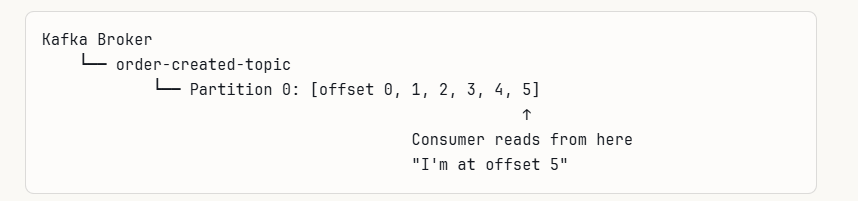 Kafka Broker
└── order-created-topic
└── Partition 0: [offset 0, 1, 2, 3, 4, 5]
↑
Consumer reads from here
"I'm at offset 5"